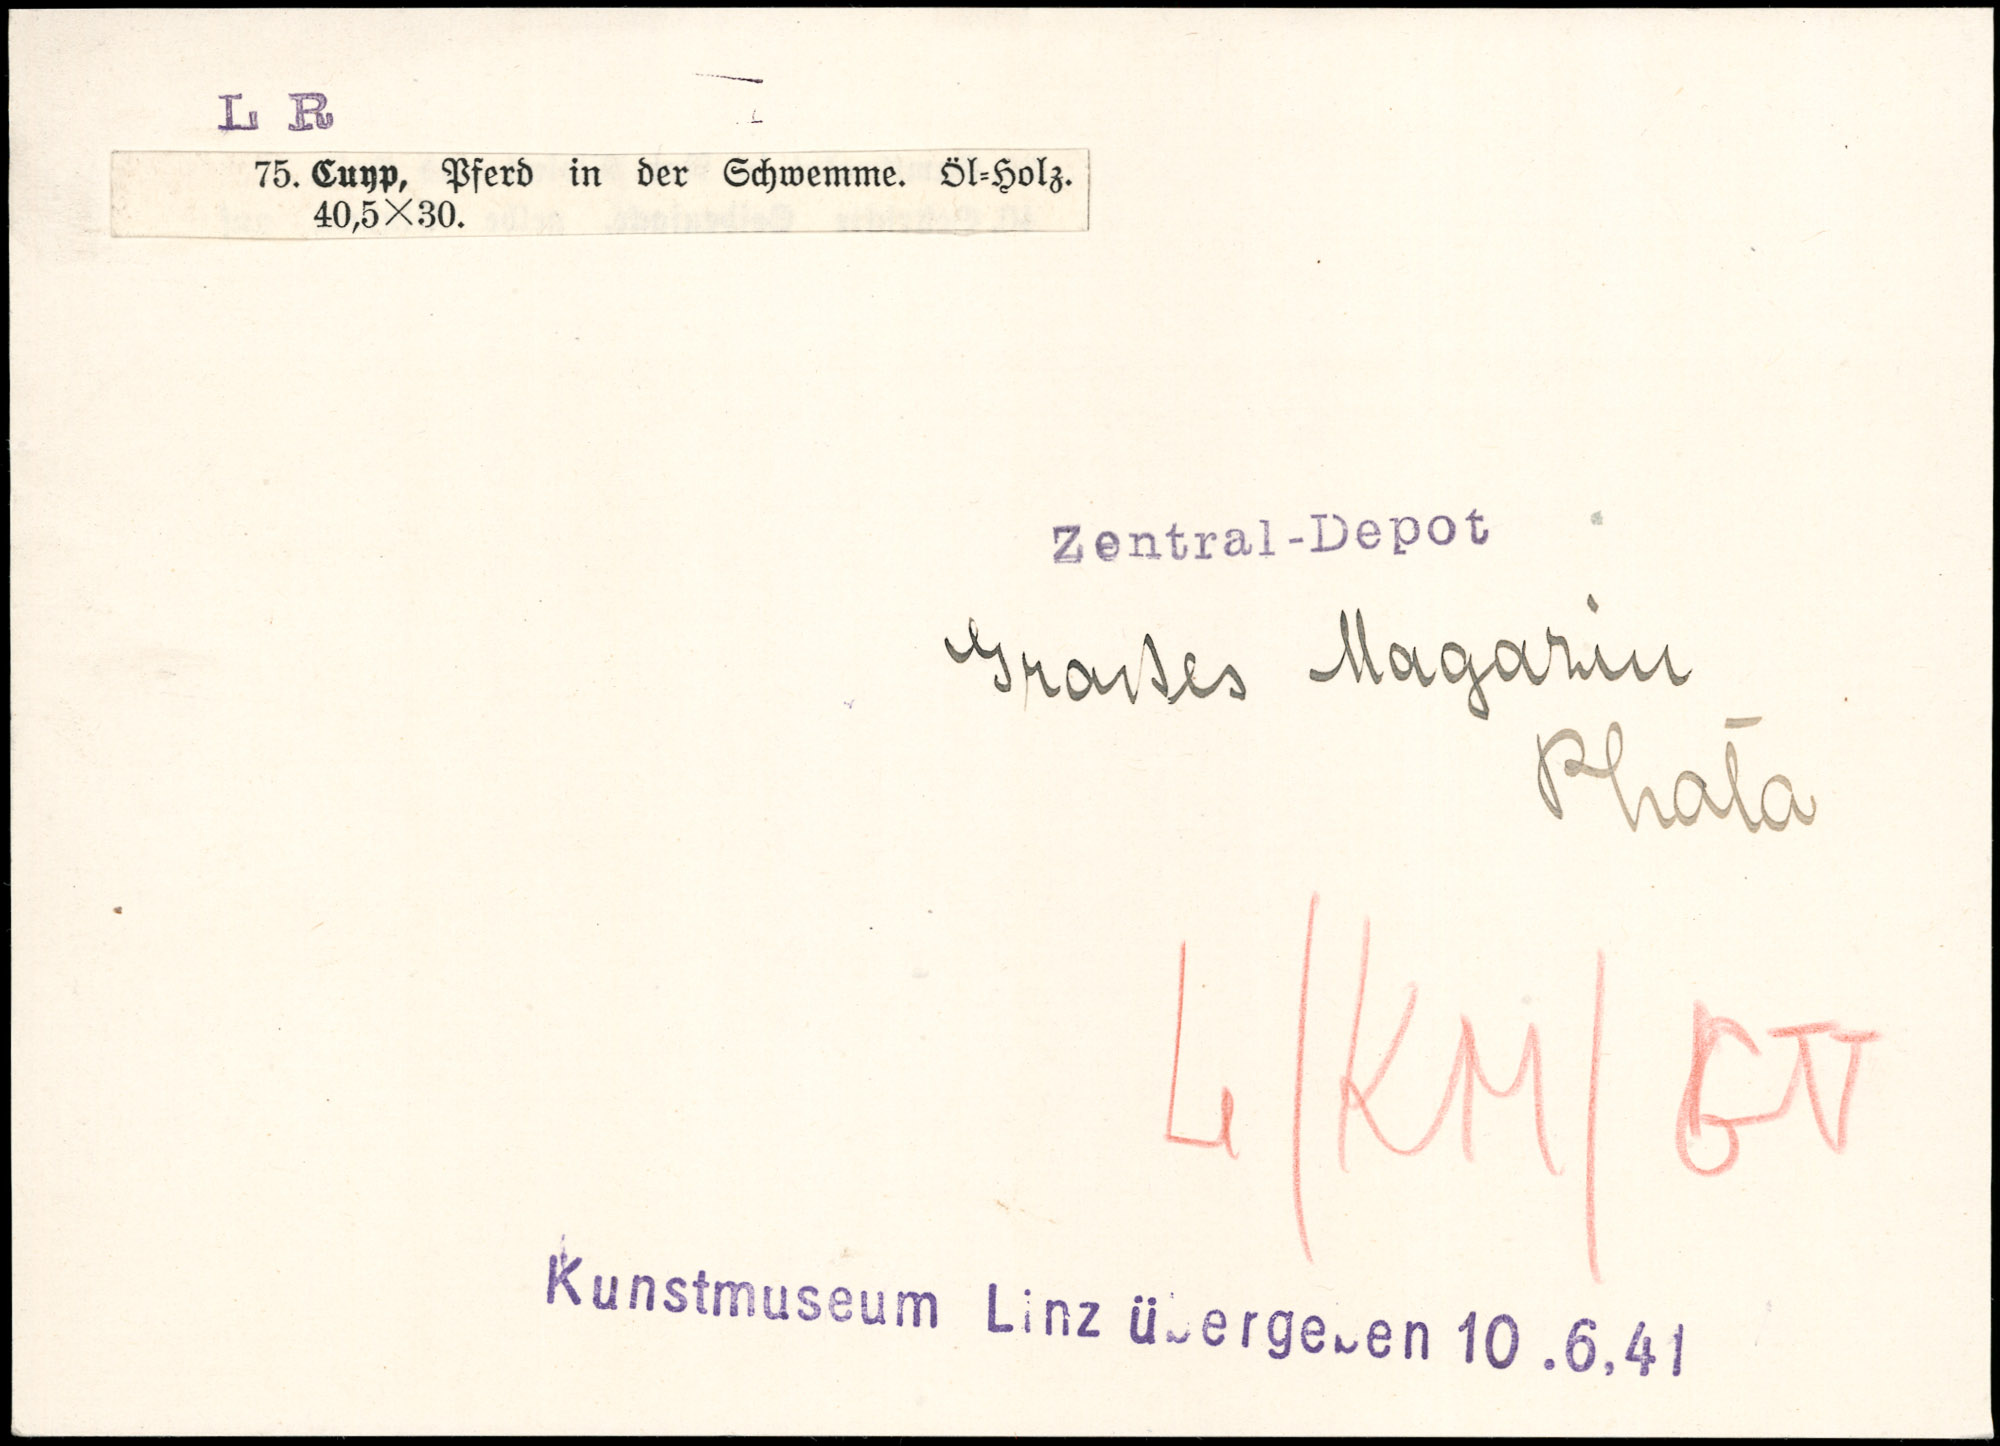 L R
75. Cuyp, Pferd in der Schwemme. Öl-Holz.
40,5×30.
Zentral-Depot
Grosses Magazin
Photo
L/KM/
Kunstmuseum Linz übergeben 10.6.41